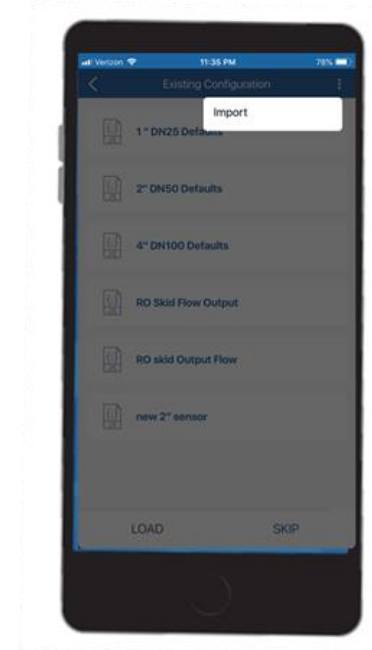 Verizon 11:35 PM 78%
Existing Configuration
Import
1" DN25 Defaults
2" DN50 Defaults
4" DN100 Defaults
RO Skid Flow Output
RO skid Output Flow
new 2" sensor
LOAD SKIP